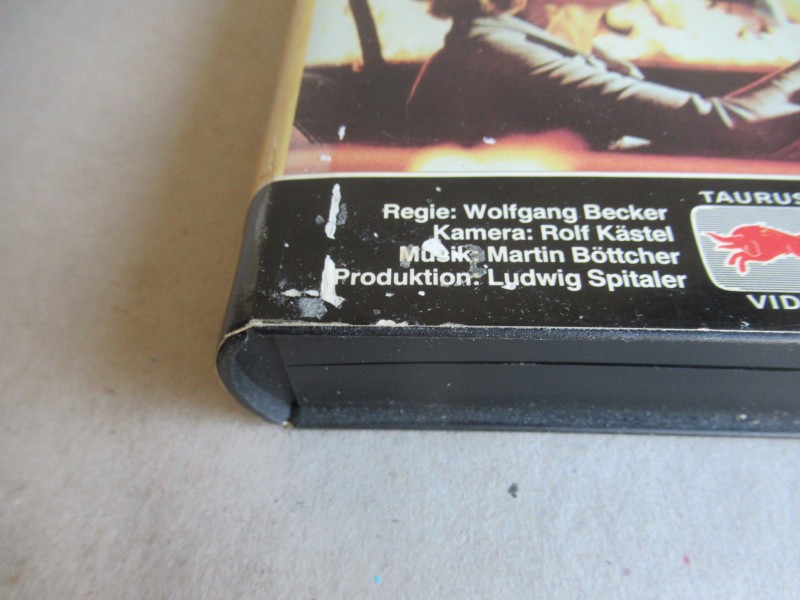 Regie: Wolfgang Becker
Kamera: Rolf Kästel
Musik: Martin Böttcher
Produktion: Ludwig Spitaler
TAURUS
VID